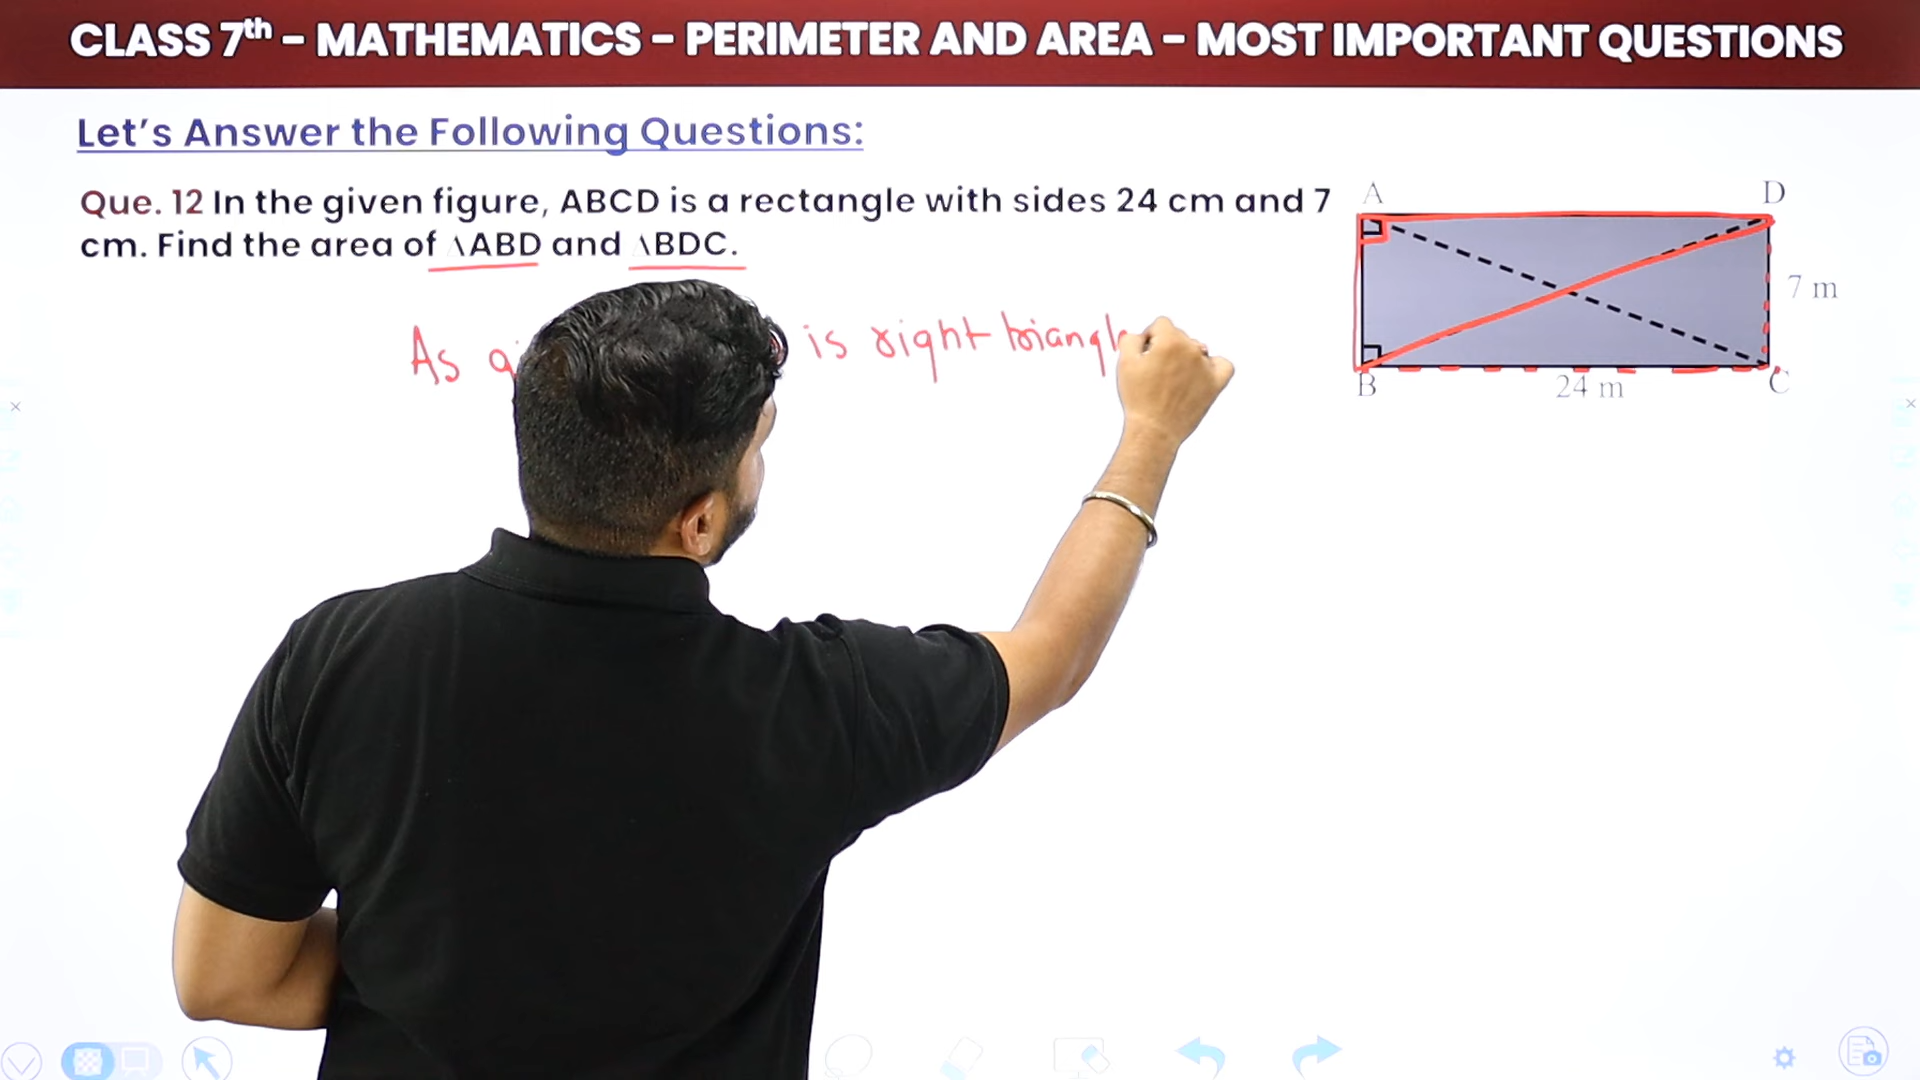 CLASS 7th - MATHEMATICS - PERIMETER AND AREA - MOST IMPORTANT QUESTIONS
Let's Answer the Following Questions:
Que. 12 In the given figure, ABCD is a rectangle with sides 24 cm and 7
cm. Find the area of △ABD and △BDC.
A D
7 m
B 24 m C
As is right